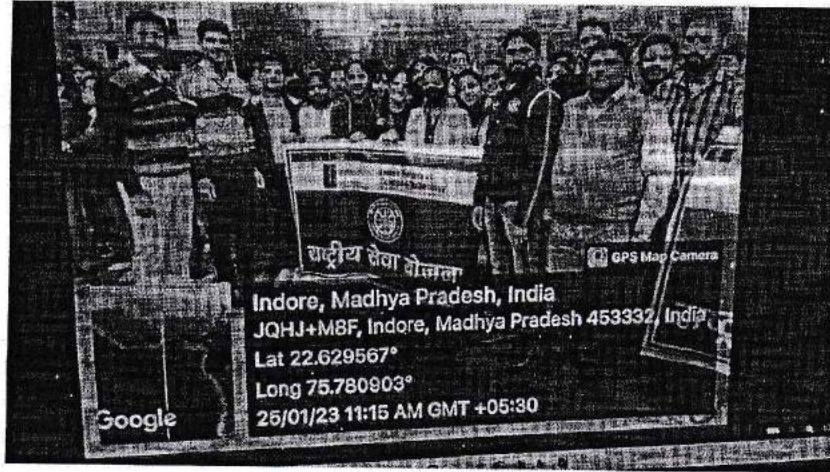 राष्ट्रीय सेवा योजना
GPS Map Camera
Indore, Madhya Pradesh, India
JQHJ+M8F, Indore, Madhya Pradesh 453332, India
Lat 22.629567°
Long 75.780903°
25/01/23 11:15 AM GMT +05:30
Google